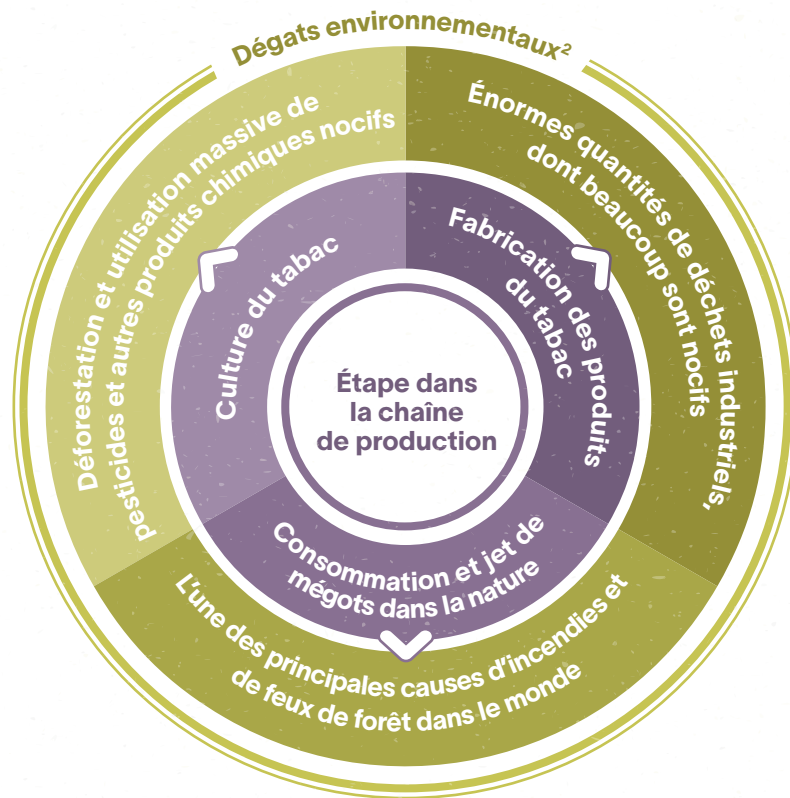 Dégats environnementaux²
Déforestation et utilisation massive de
pesticides et autres produits chimiques nocifs
Énormes quantités de déchets industriels,
dont beaucoup sont nocifs
Culture du tabac
Fabrication des produits
du tabac
Étape dans
la chaîne
de production
Consommation et jet de
mégots dans la nature
L’une des principales causes d’incendies et
de feux de forêt dans le monde